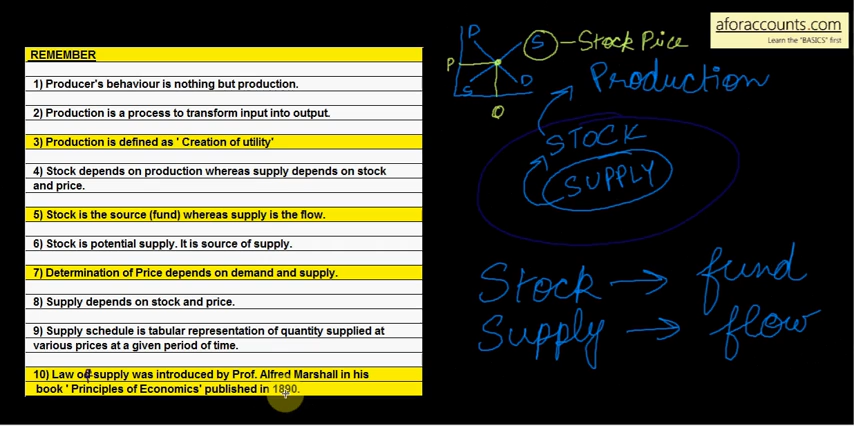 REMEMBER
1) Producer's behaviour is nothing but production.
2) Production is a process to transform input into output.
3) Production is defined as ' Creation of utility'
4) Stock depends on production whereas supply depends on stock
and price.
5) Stock is the source (fund) whereas supply is the flow.
6) Stock is potential supply. It is source of supply.
7) Determination of Price depends on demand and supply.
8) Supply depends on stock and price.
9) Supply schedule is tabular representation of quantity supplied at
various prices at a given period of time.
10) Law of supply was introduced by Prof. Alfred Marshall in his
book ' Principles of Economics' published in 1890.
aforaccounts.com
Learn the "BASICS" first
D S - Stock Price
P
S D
Q
Production
STOCK
SUPPLY
Stock → fund
Supply → flow